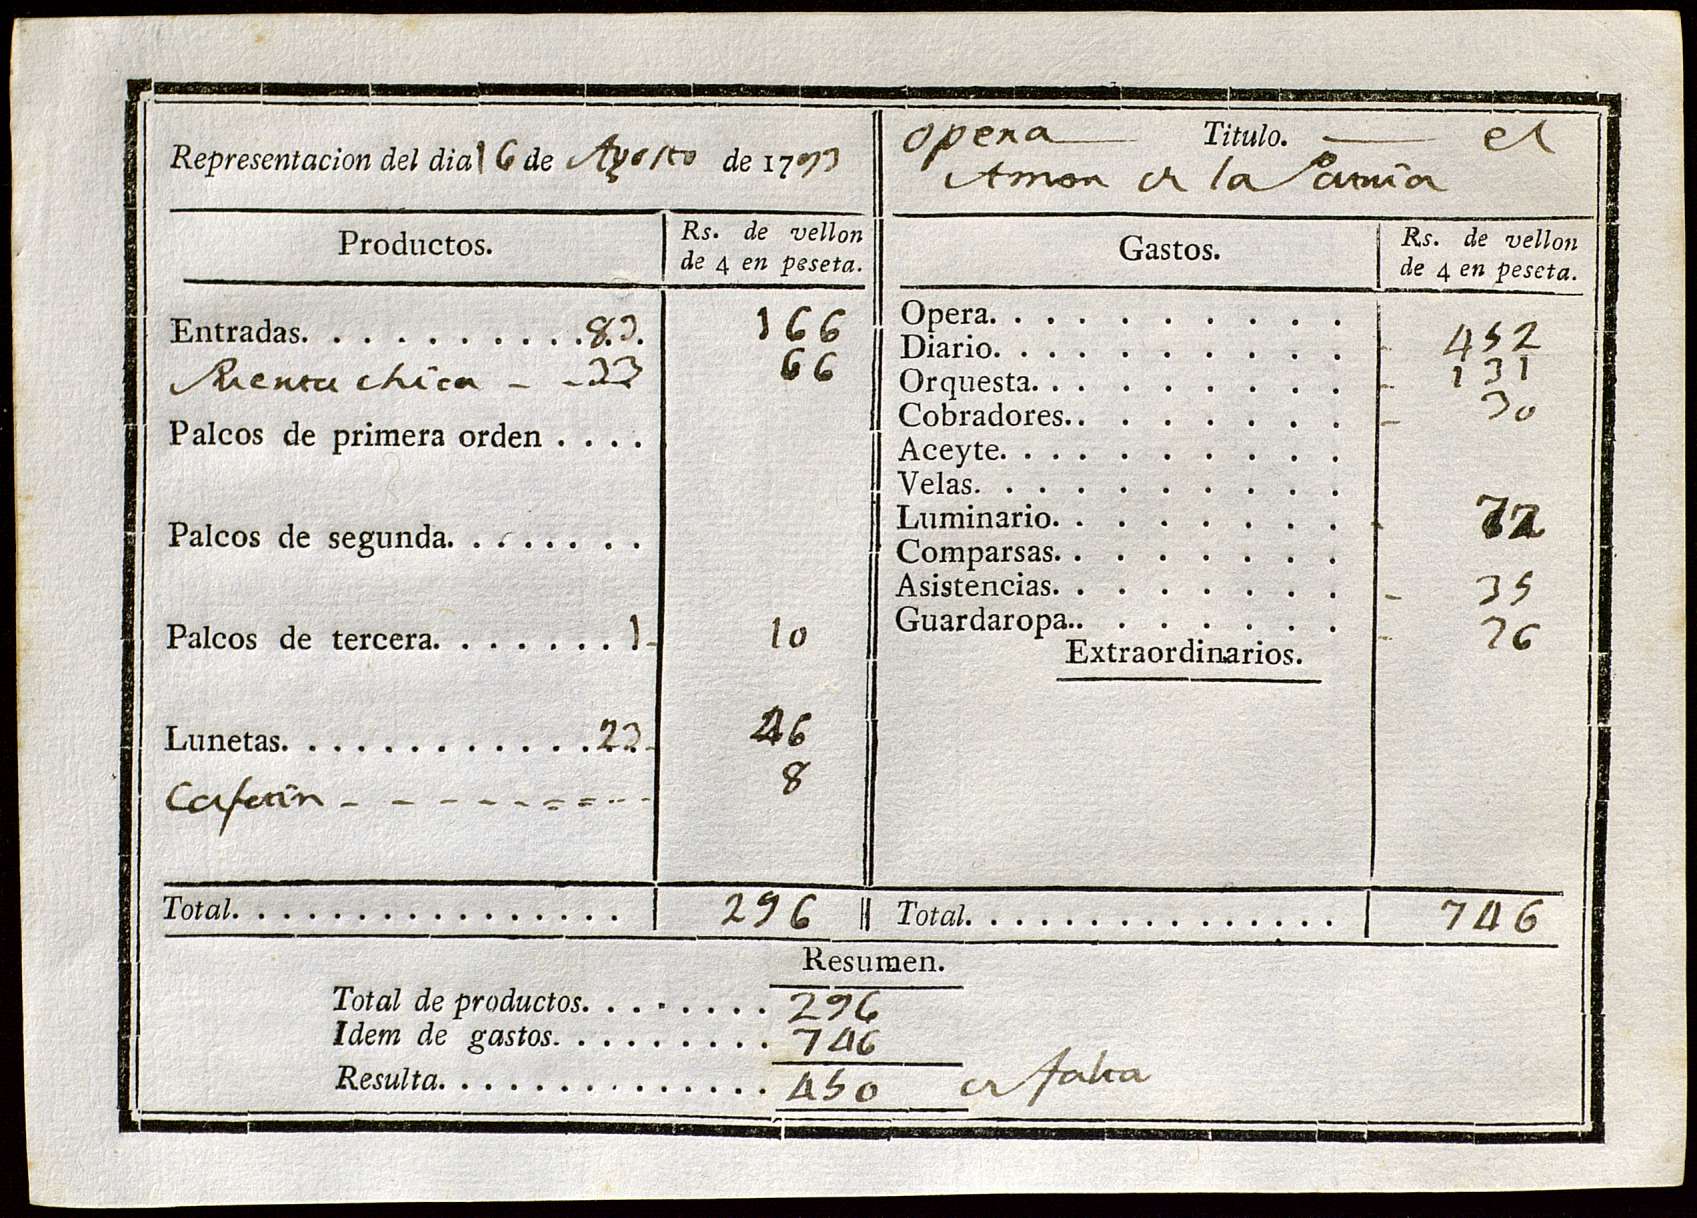 Representacion del dia 16 de Agosto de 1793
Opera Titulo. el
Amor de la Patria
Productos.
Rs. de vellon
de 4 en peseta.
Entradas. . . . . . . . . . 83. 166
Puerta chica - - 33 66
Palcos de primera orden . . . .
Palcos de segunda. . . . . . . .
Palcos de tercera. . . . . . . 1 10
Lunetas. . . . . . . . . . . . . 23 46
Cafetin - - - - - - - - - 8
Total. . . . . . . . . . . . . . . . 296
Gastos.
Rs. de vellon
de 4 en peseta.
Opera. . . . . . . . . .
Diario. . . . . . . . . . 452
Orquesta. . . . . . . . . 131
Cobradores.. . . . . . . 30
Aceyte. . . . . . . . . .
Velas. . . . . . . . . .
Luminario. . . . . . . . 72
Comparsas. . . . . . . .
Asistencias. . . . . . . . 35
Guardaropa.. . . . . . . 26
Extraordinarios.
Total. . . . . . . . . . . . . . . 746
Resumen.
Total de productos. . . . . . . . 296
Idem de gastos. . . . . . . . . 746
Resulta. . . . . . . . . . . . . . 450 de falta